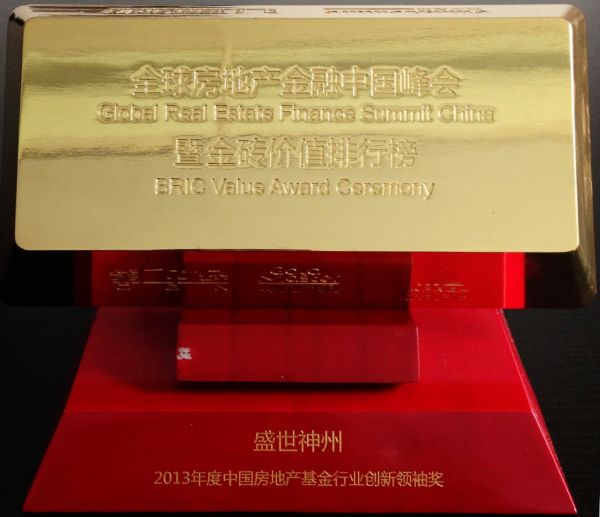 全球房地产金融中国峰会
Global Real Estate Finance Summit China
暨金砖价值排行榜
BRIC Value Award Ceremony
盛世神州
2013年度中国房地产基金行业创新领袖奖